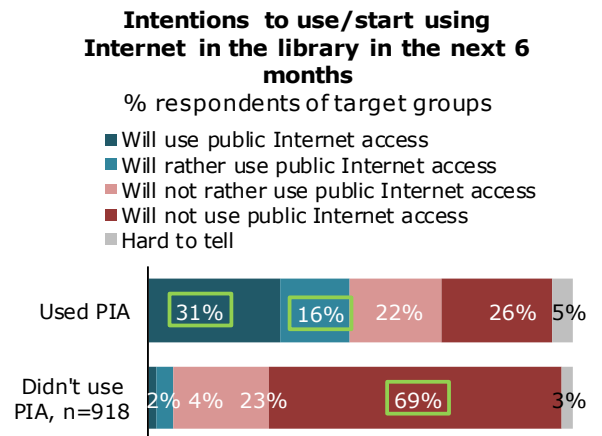 Intentions to use/start using
Internet in the library in the next 6
months
% respondents of target groups
Will use public Internet access
Will rather use public Internet access
Will not rather use public Internet access
Will not use public Internet access
Hard to tell
Used PIA 31% 16% 22% 26% 5%
Didn't use
PIA, n=918 2% 4% 23% 69% 3%